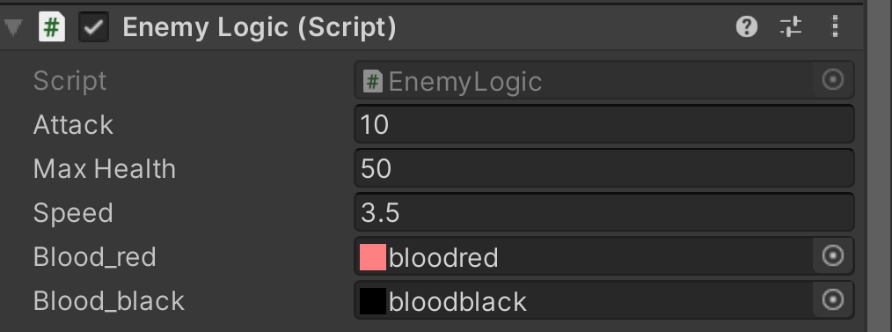 Enemy Logic (Script)
Script EnemyLogic
Attack 10
Max Health 50
Speed 3.5
Blood_red bloodred
Blood_black bloodblack